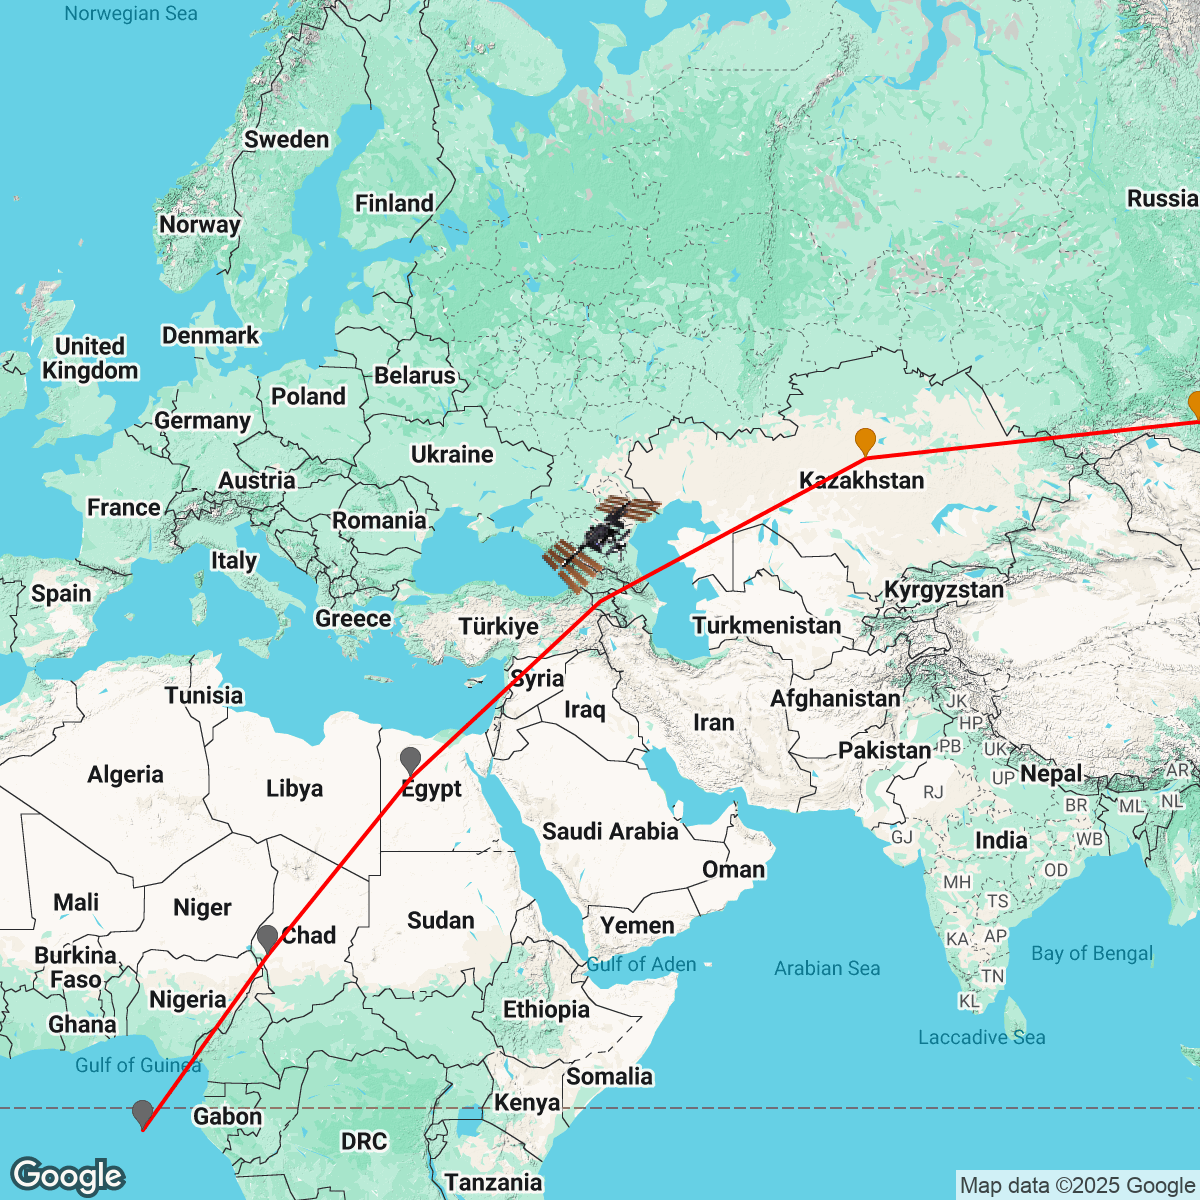 Norwegian Sea
Sweden
Finland
Russia
Norway
Denmark
United
Kingdom
Belarus
Poland
Germany
Ukraine
Austria
Kazakhstan
France
Romania
Italy
Spain
Kyrgyzstan
Greece
Türkiye
Turkmenistan
Syria
Tunisia
Afghanistan
JK
Iraq
Iran
HP
Pakistan
PB
UK
Algeria
Libya
Egypt
UP
Nepal
AR
RJ
BR
ML
NL
Saudi Arabia
GJ
India
WB
Oman
OD
Mali
Niger
MH
TS
Chad
Sudan
Yemen
KA
AP
Burkina
Faso
Gulf of Aden
Arabian Sea
Bay of Bengal
TN
Nigeria
KL
Ethiopia
Ghana
Laccadive Sea
Gulf of Guinea
Somalia
Gabon
Kenya
DRC
Tanzania
Google
Map data ©2025 Google